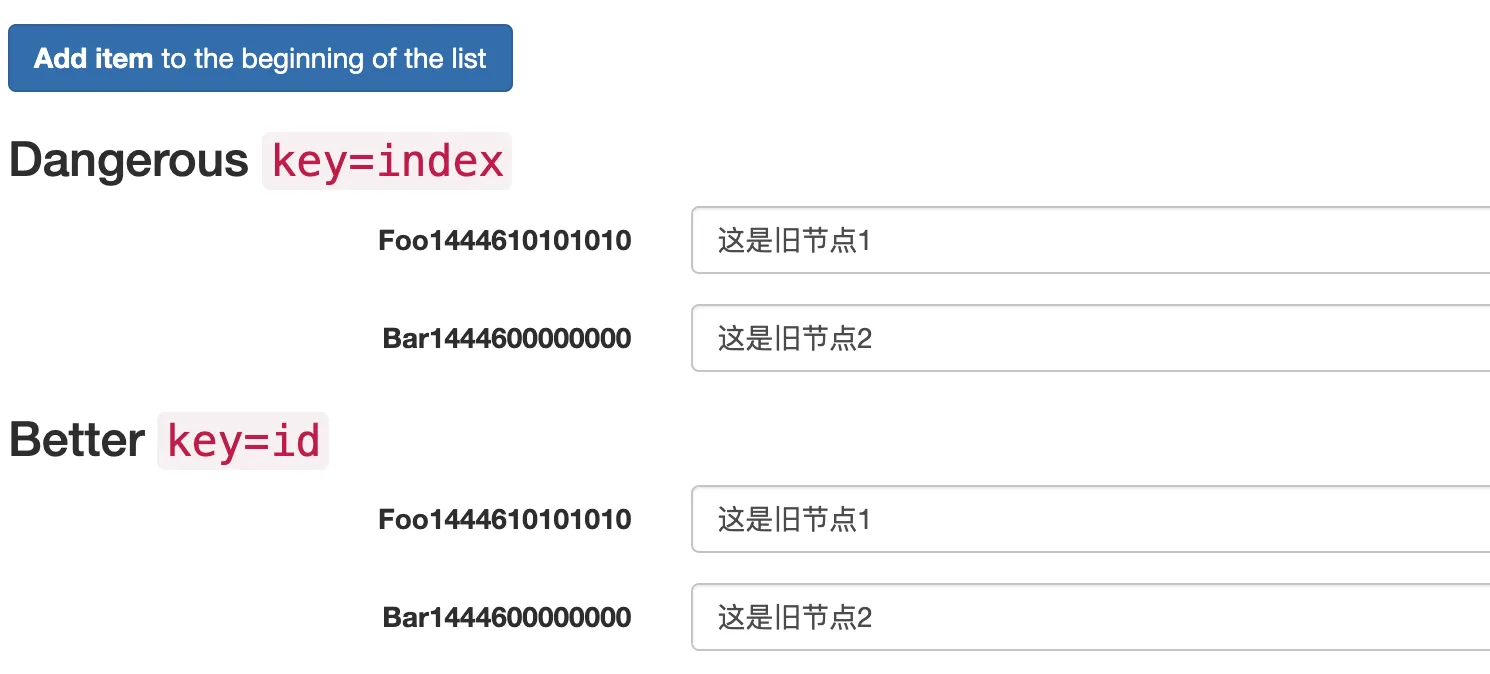 Add item to the beginning of the list
Dangerous key=index
Foo1444610101010 这是旧节点1
Bar1444600000000 这是旧节点2
Better key=id
Foo1444610101010 这是旧节点1
Bar1444600000000 这是旧节点2